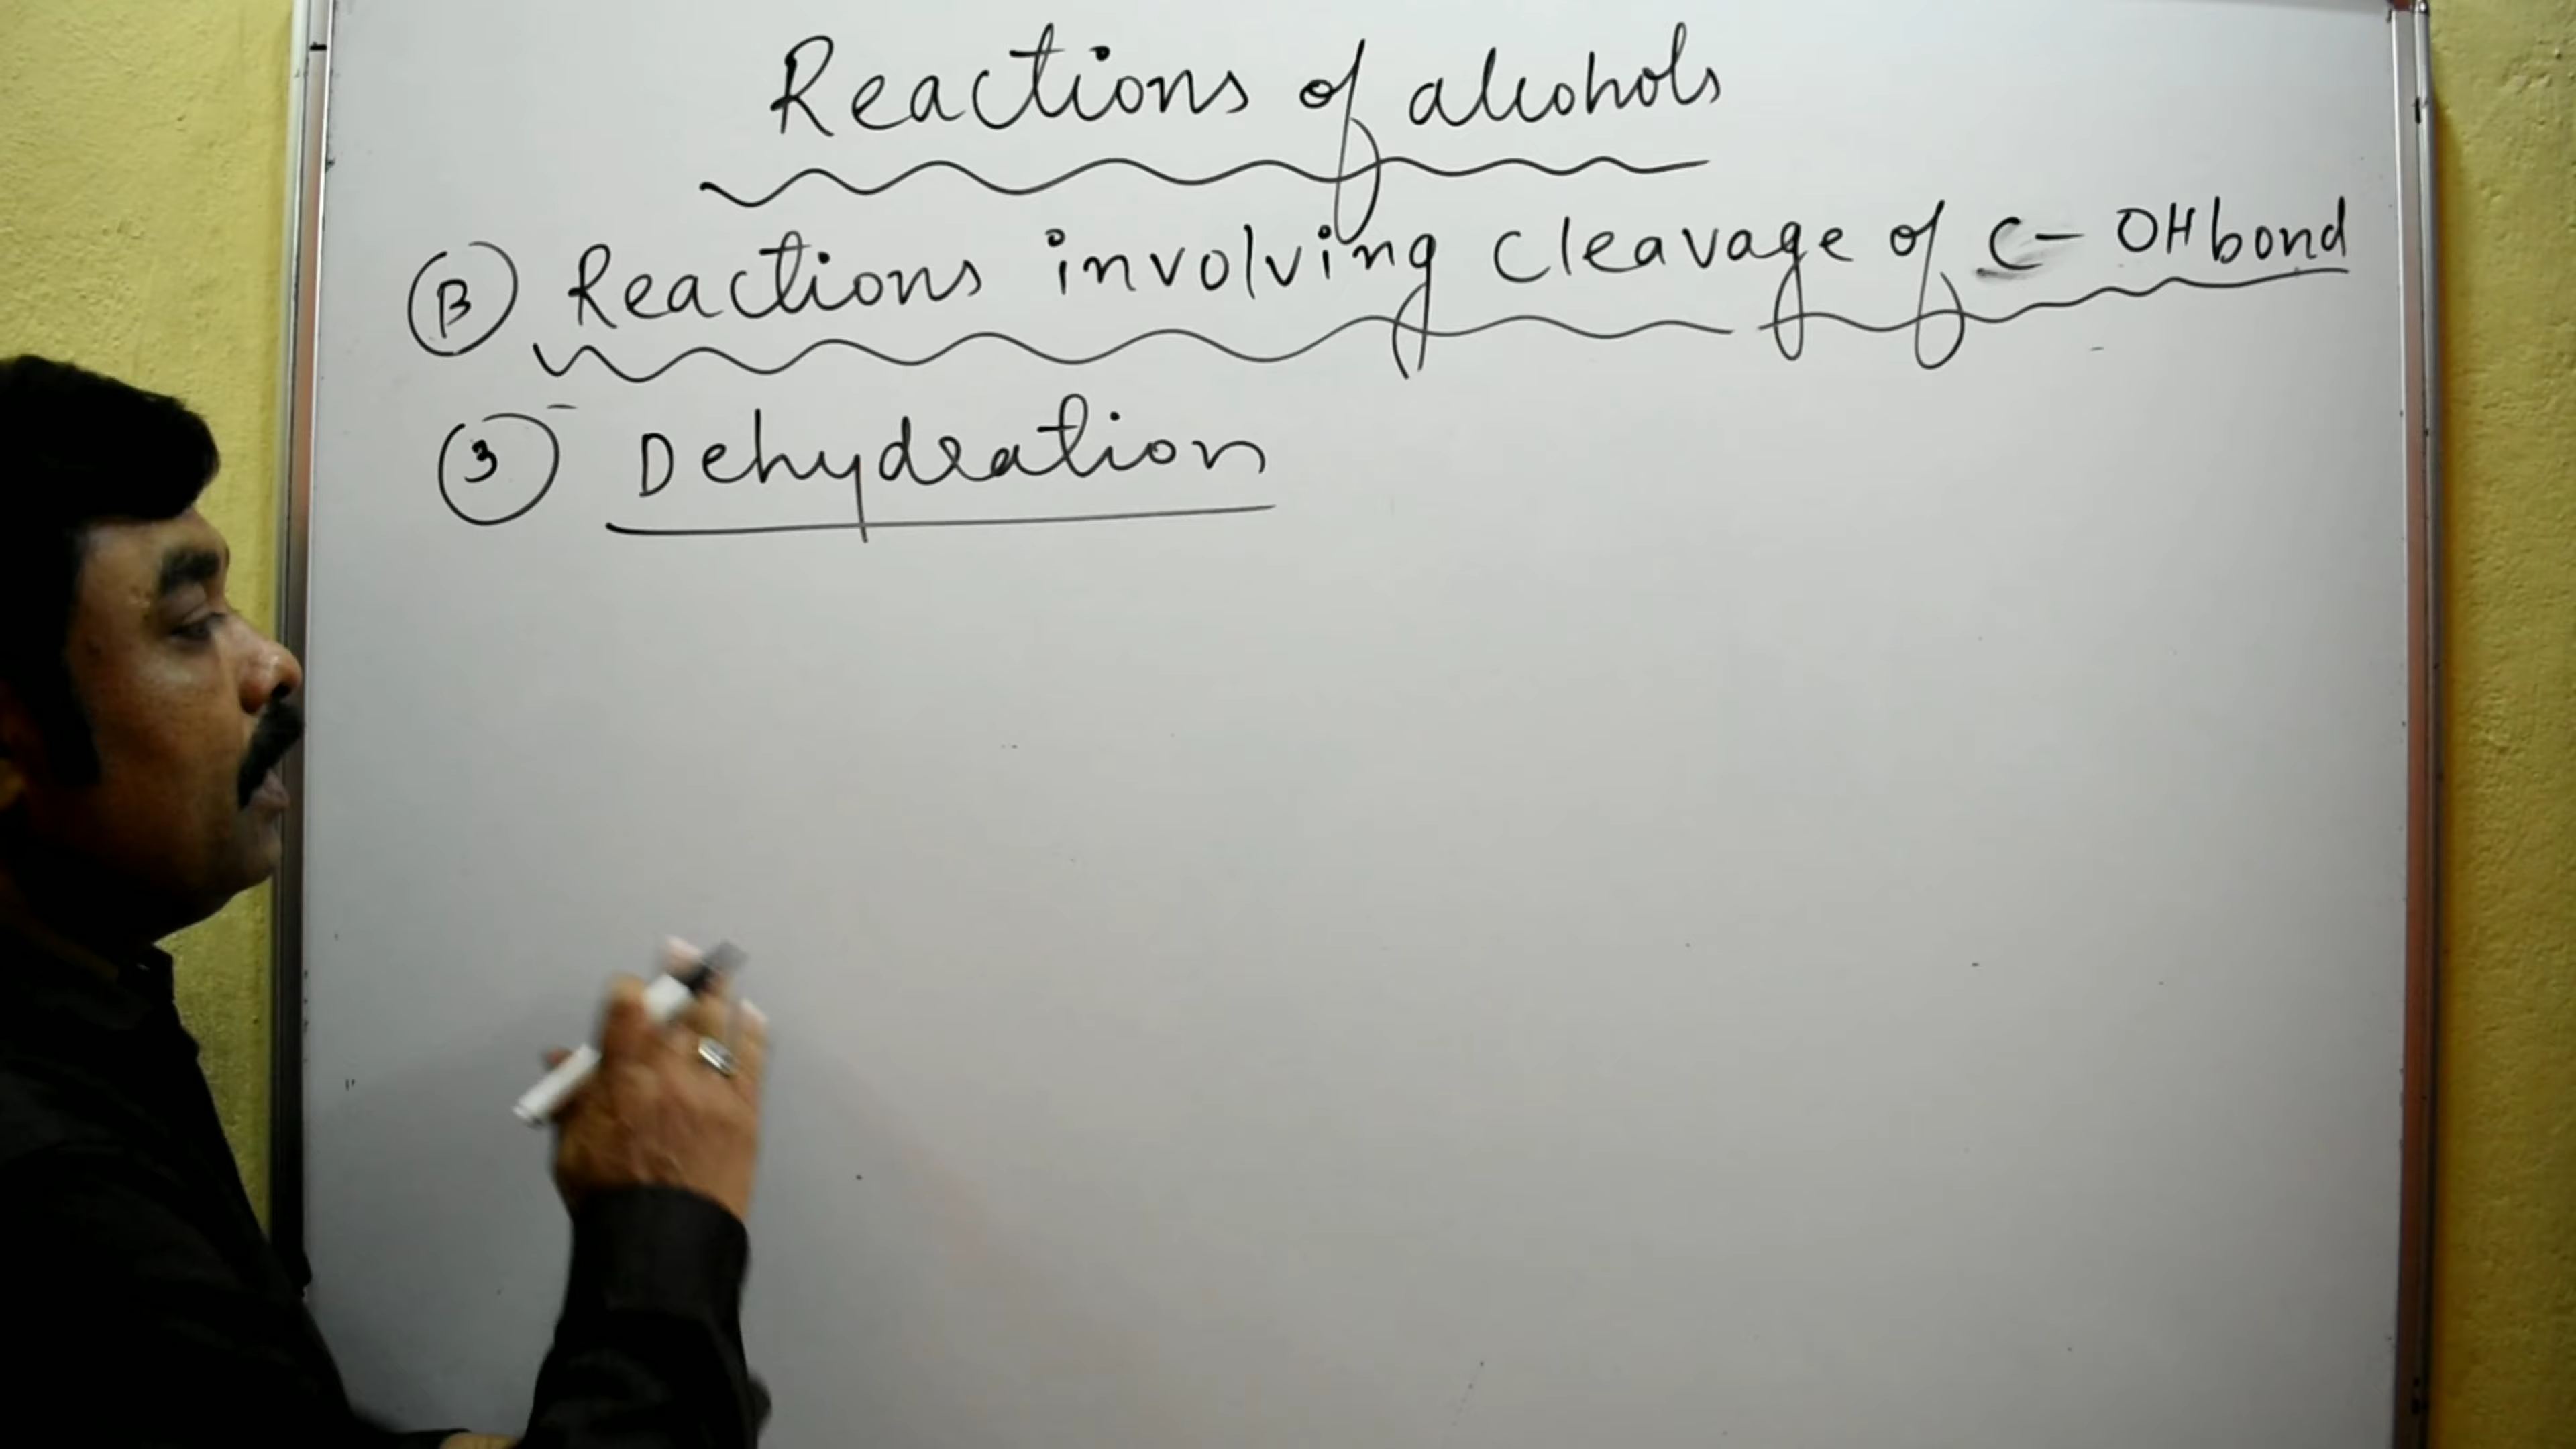 Reactions of alcohols
B Reactions involving cleavage of C- OH bond
3 Dehydration